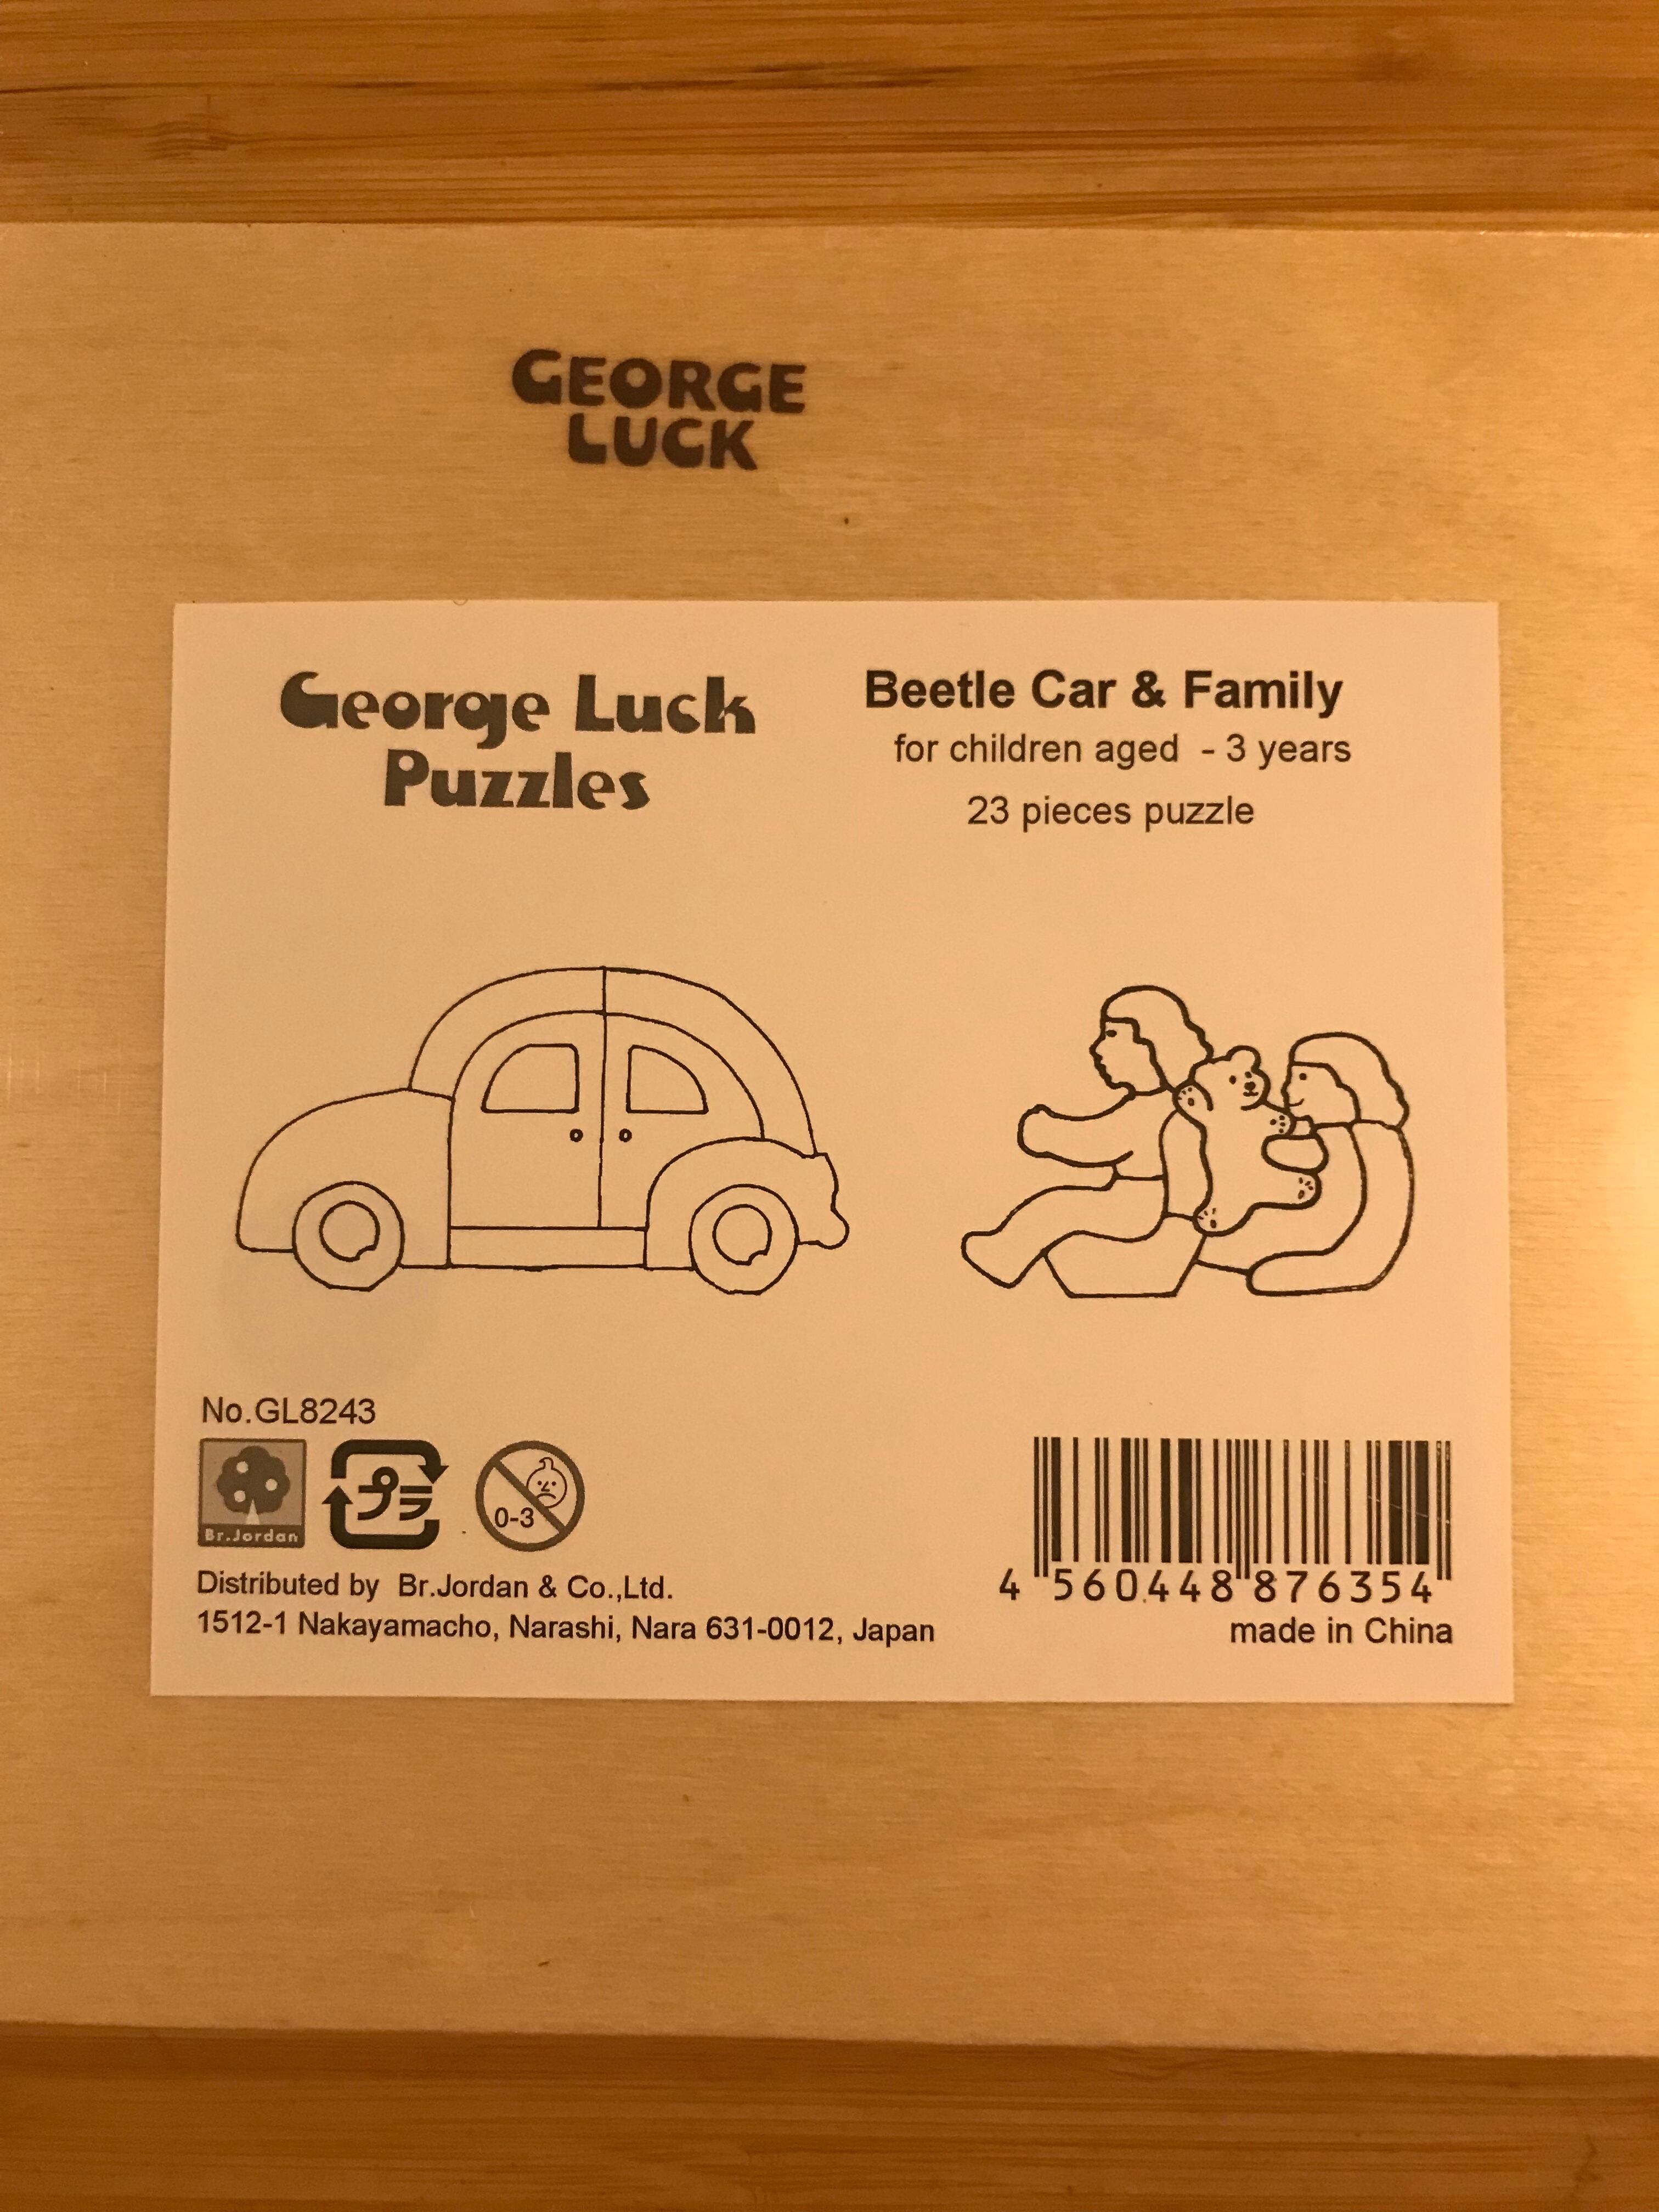 GEORGE
LUCK
George Luck
Puzzles
Beetle Car & Family
for children aged  - 3 years
23 pieces puzzle
No.GL8243
Br.Jordan
プラ
0-3
Distributed by  Br.Jordan & Co.,Ltd.
1512-1 Nakayamacho, Narashi, Nara 631-0012, Japan
4 560448 876354
made in China